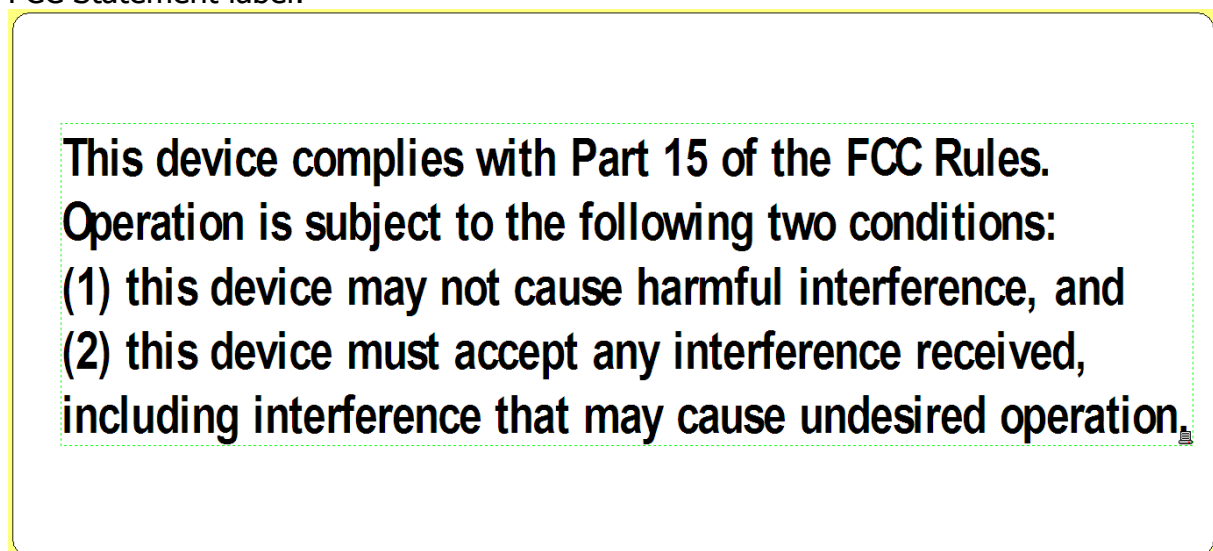 FCC Statement label:
This device complies with Part 15 of the FCC Rules.
Operation is subject to the following two conditions:
(1) this device may not cause harmful interference, and
(2) this device must accept any interference received,
including interference that may cause undesired operation.